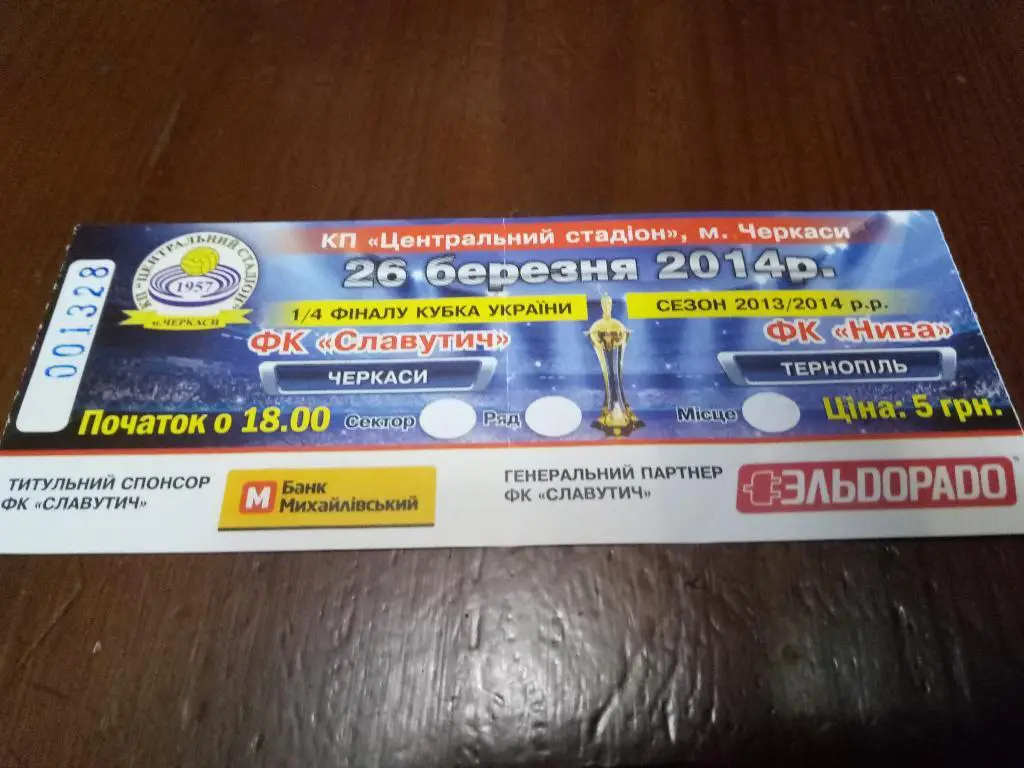 КП «Центральний стадіон», м. Черкаси
26 березня 2014р.
1/4 ФІНАЛУ КУБКА УКРАЇНИ
СЕЗОН 2013/2014 р.р.
ФК «Славутич»
ФК «Нива»
ЧЕРКАСИ
ТЕРНОПІЛЬ
Початок о 18.00
Сектор
Ряд
Місце
Ціна: 5 грн.
001328
КП "ЦЕНТРАЛЬНИЙ СТАДІОН"
1957
м. ЧЕРКАСИ
ТИТУЛЬНИЙ СПОНСОР
ФК «СЛАВУТИЧ»
М Банк
Михайлівський
ГЕНЕРАЛЬНИЙ ПАРТНЕР
ФК «СЛАВУТИЧ»
ЭЛЬDОРАDО